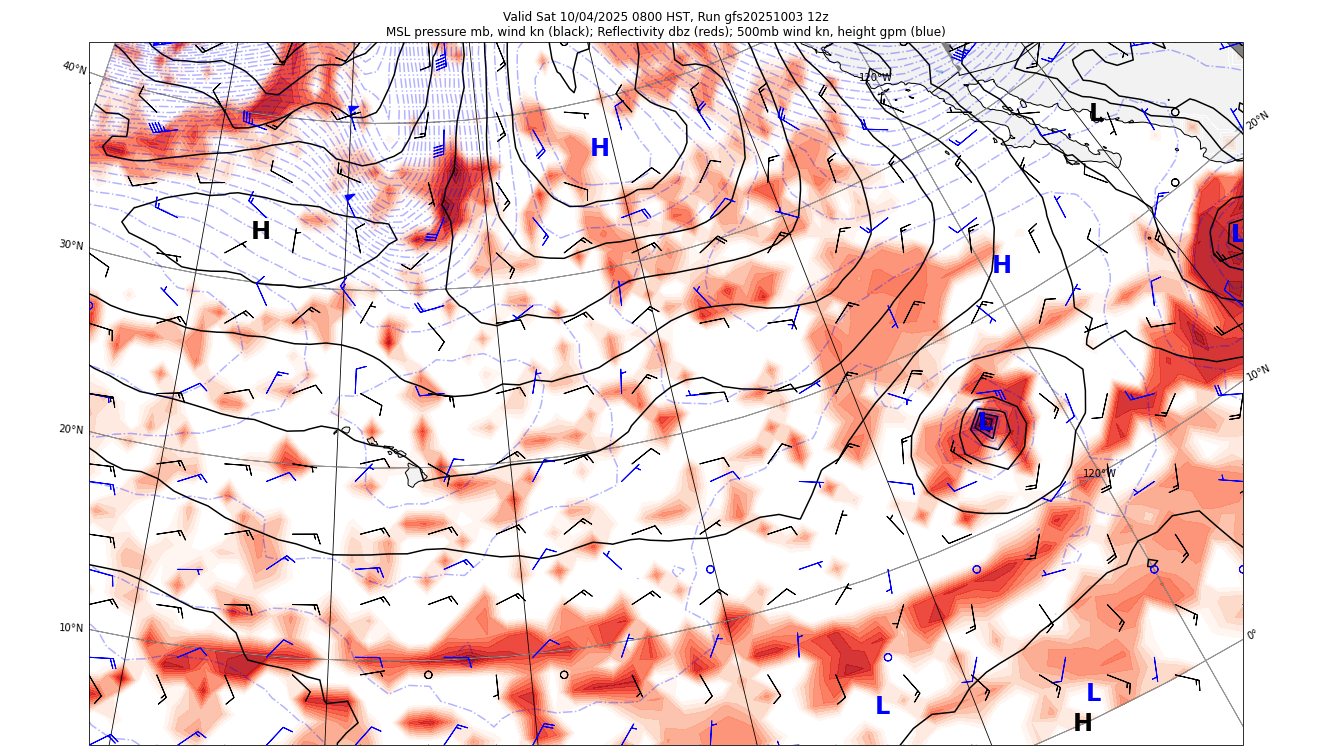 Valid Sat 10/04/2025 0800 HST, Run gfs20251003 12z
MSL pressure mb, wind kn (black); Reflectivity dbz (reds); 500mb wind kn, height gpm (blue)
40°N
120°W
L
20°N
H
H
L
30°N
H
10°N
L
20°N
120°W
10°N
0°
L
L
H